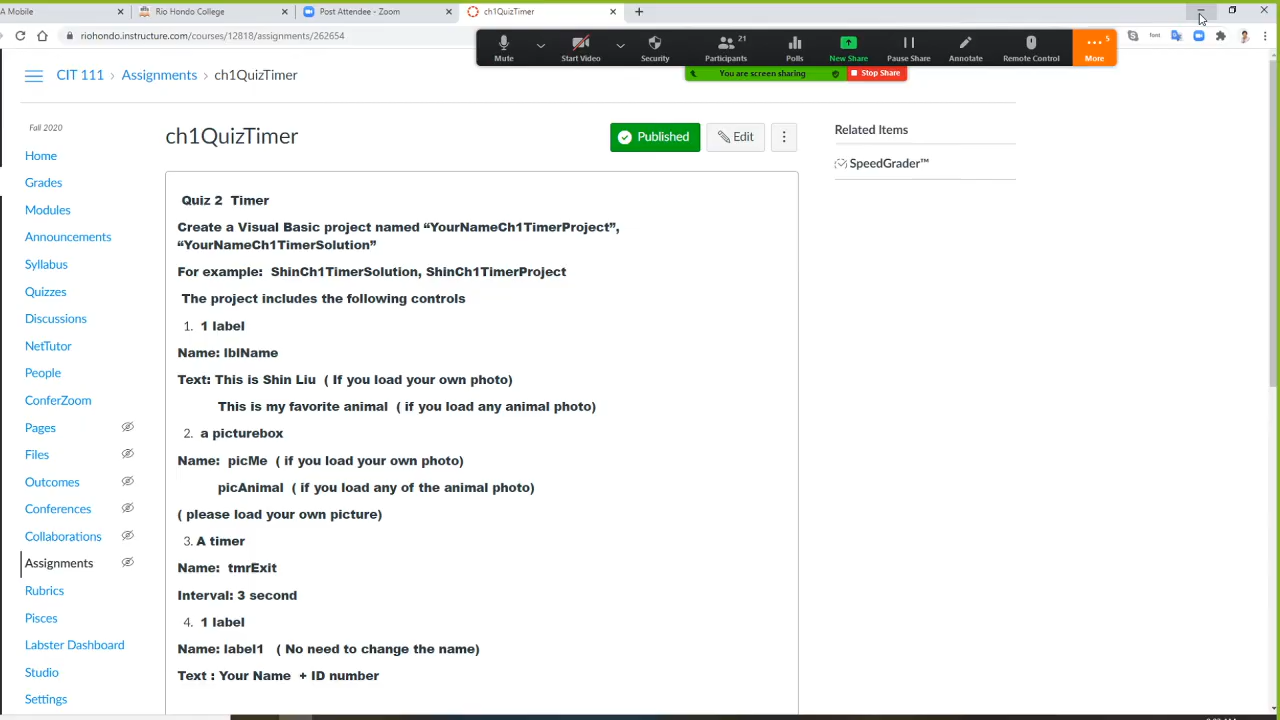 A Mobile
Rio Hondo College
Post Attendee - Zoom
ch1QuizTimer
riohondo.instructure.com/courses/12818/assignments/262654
Mute
Start Video
Security
21
Participants
Polls
New Share
Pause Share
Annotate
Remote Control
5
More
You are screen sharing
Stop Share
CIT 111 › Assignments › ch1QuizTimer
Fall 2020
Home
Grades
Modules
Announcements
Syllabus
Quizzes
Discussions
NetTutor
People
ConferZoom
Pages
Files
Outcomes
Conferences
Collaborations
Assignments
Rubrics
Pisces
Labster Dashboard
Studio
Settings
ch1QuizTimer
Published
Edit
Quiz 2 Timer
Create a Visual Basic project named “YourNameCh1TimerProject”,
“YourNameCh1TimerSolution”
For example: ShinCh1TimerSolution, ShinCh1TimerProject
The project includes the following controls
1. 1 label
Name: lblName
Text: This is Shin Liu ( If you load your own photo)
This is my favorite animal ( if you load any animal photo)
2. a picturebox
Name: picMe ( if you load your own photo)
picAnimal ( if you load any of the animal photo)
( please load your own picture)
3. A timer
Name: tmrExit
Interval: 3 second
4. 1 label
Name: label1 ( No need to change the name)
Text : Your Name + ID number
Related Items
SpeedGrader™